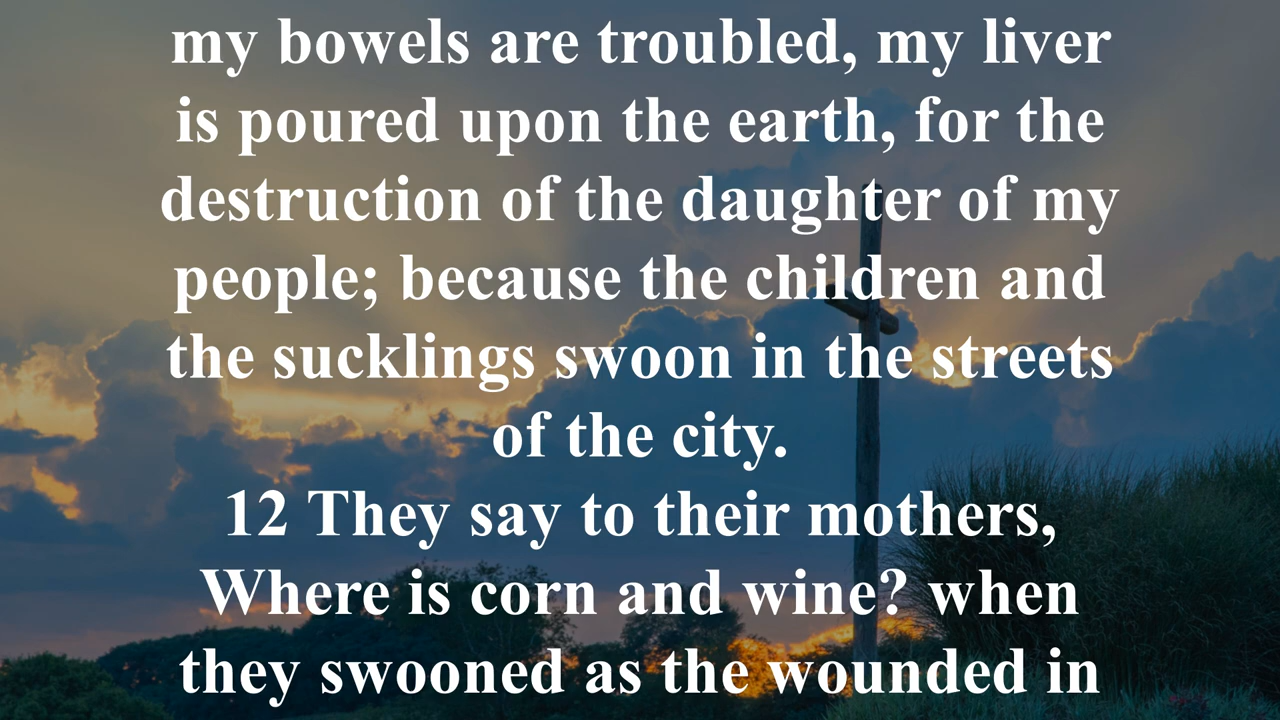 my bowels are troubled, my liver
is poured upon the earth, for the
destruction of the daughter of my
people; because the children and
the sucklings swoon in the streets
of the city.
12 They say to their mothers,
Where is corn and wine? when
they swooned as the wounded in